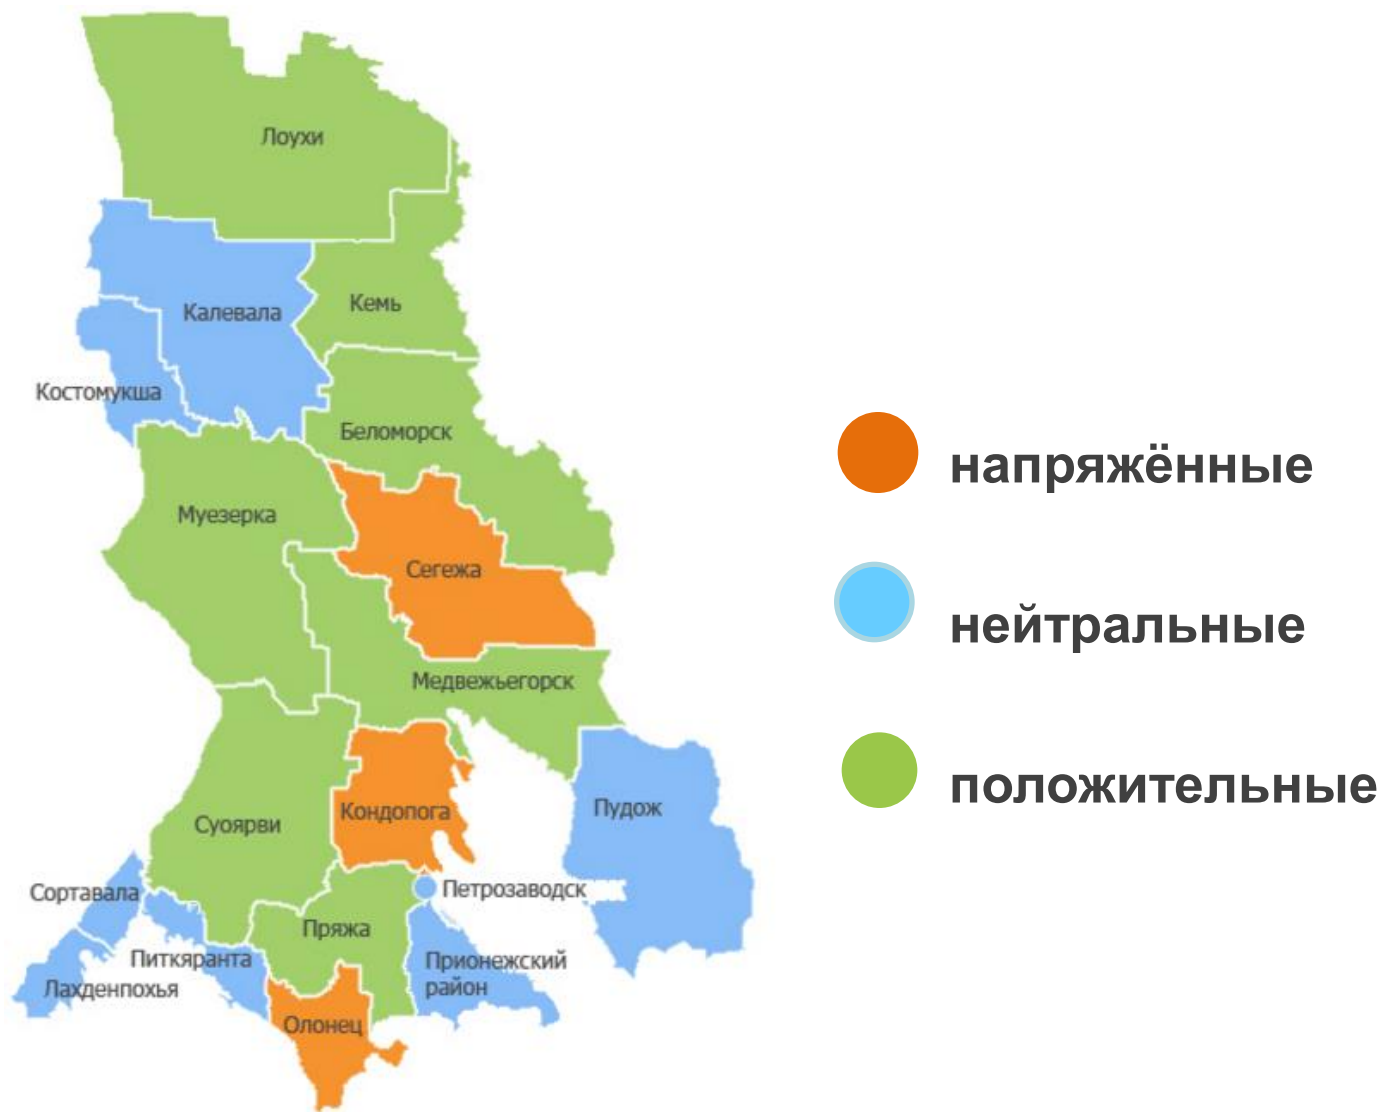 Лоухи
Калевала
Кемь
Костомукша
Беломорск
Муезерка
Сегежа
Медвежьегорск
Кондопога
Пудож
Суоярви
Сортавала
Петрозаводск
Пряжа
Питкяранта
Прионежский
район
Лахденпохья
Олонец
напряжённые
нейтральные
положительные